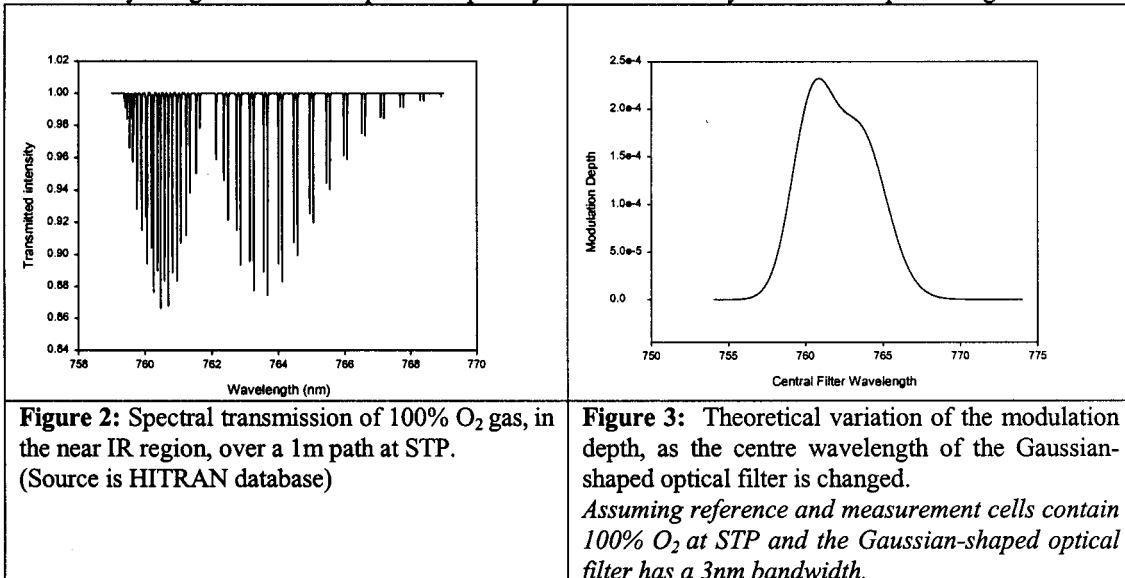 1.02
1.00
0.98
0.96
0.94
0.92
0.90
0.88
0.86
0.84
Transmitted intensity
758 760 762 764 766 768 770
Wavelength (nm)
2.5e-4
2.0e-4
1.5e-4
1.0e-4
5.0e-5
0.0
Modulation Depth
750 755 760 765 770 775
Central Filter Wavelength
Figure 2: Spectral transmission of 100% O₂ gas, in
the near IR region, over a 1m path at STP.
(Source is HITRAN database)
Figure 3: Theoretical variation of the modulation
depth, as the centre wavelength of the Gaussian-
shaped optical filter is changed.
Assuming reference and measurement cells contain
100% O₂ at STP and the Gaussian-shaped optical
filter has a 3nm bandwidth.